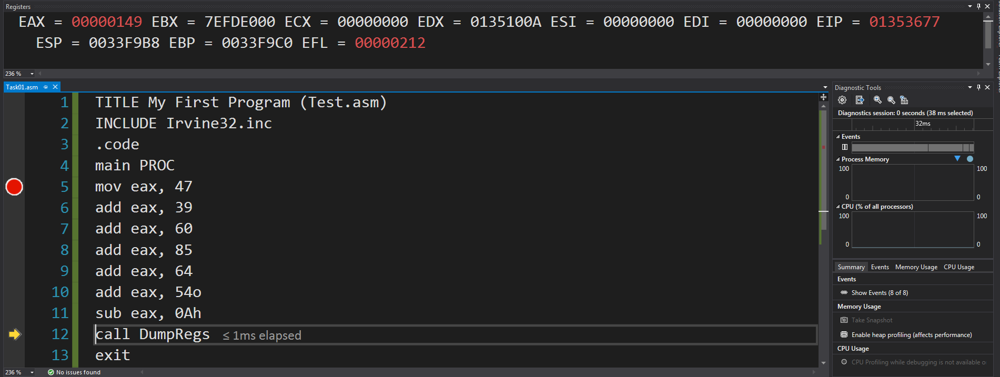 Registers
EAX = 00000149 EBX = 7EFDE000 ECX = 00000000 EDX = 0135100A ESI = 00000000 EDI = 00000000 EIP = 01353677
ESP = 0033F9B8 EBP = 0033F9C0 EFL = 00000212
236 %
Task01.asm
1 TITLE My First Program (Test.asm)
2 INCLUDE Irvine32.inc
3 .code
4 main PROC
5 mov eax, 47
6 add eax, 39
7 add eax, 60
8 add eax, 85
9 add eax, 64
10 add eax, 54o
11 sub eax, 0Ah
12 call DumpRegs ≤ 1ms elapsed
13 exit
236 %
No issues found
Diagnostic Tools
Diagnostics session: 0 seconds (38 ms selected)
32ms
Events
Process Memory
100 100
0 0
CPU (% of all processors)
100 100
0 0
Summary Events Memory Usage CPU Usage
Events
Show Events (8 of 8)
Memory Usage
Take Snapshot
Enable heap profiling (affects performance)
CPU Usage
CPU Profiling while debugging is not available o